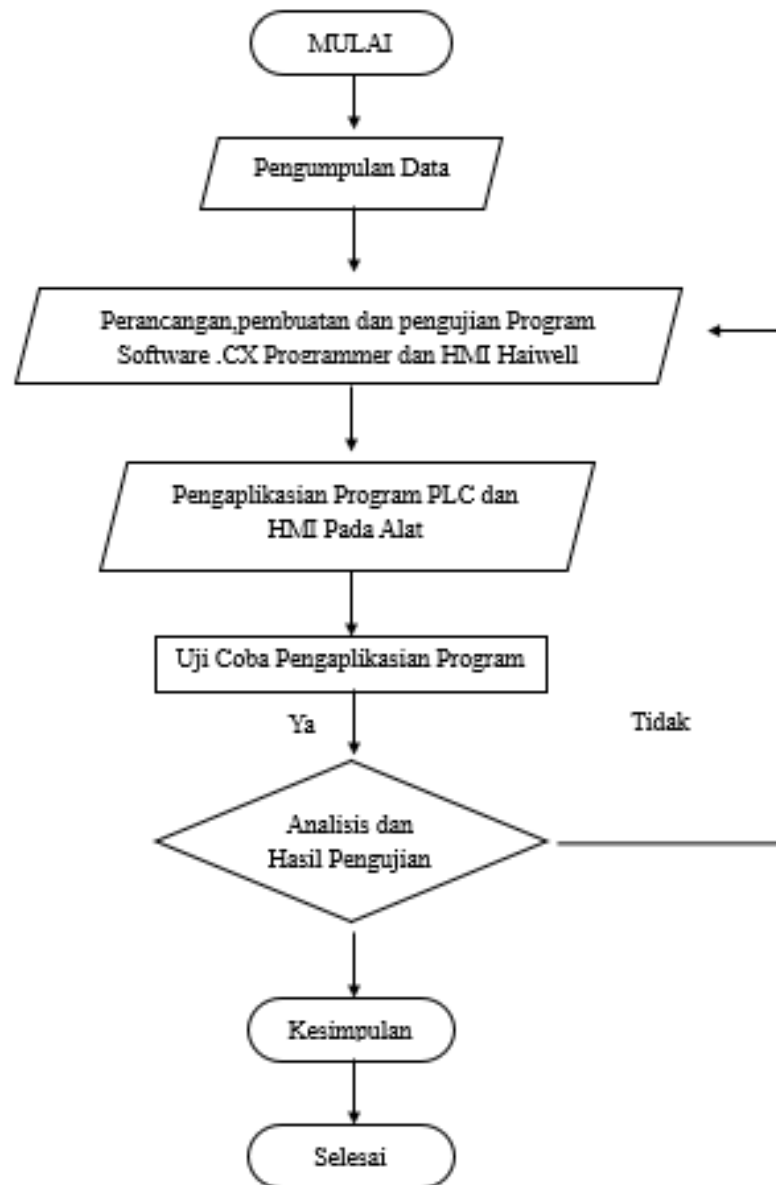 MULAI
Pengumpulan Data
Perancangan,pembuatan dan pengujian Program
Software .CX Programmer dan HMI Haiwell
Pengaplikasian Program PLC dan
HMI Pada Alat
Uji Coba Pengaplikasian Program
Ya
Tidak
Analisis dan
Hasil Pengujian
Kesimpulan
Selesai